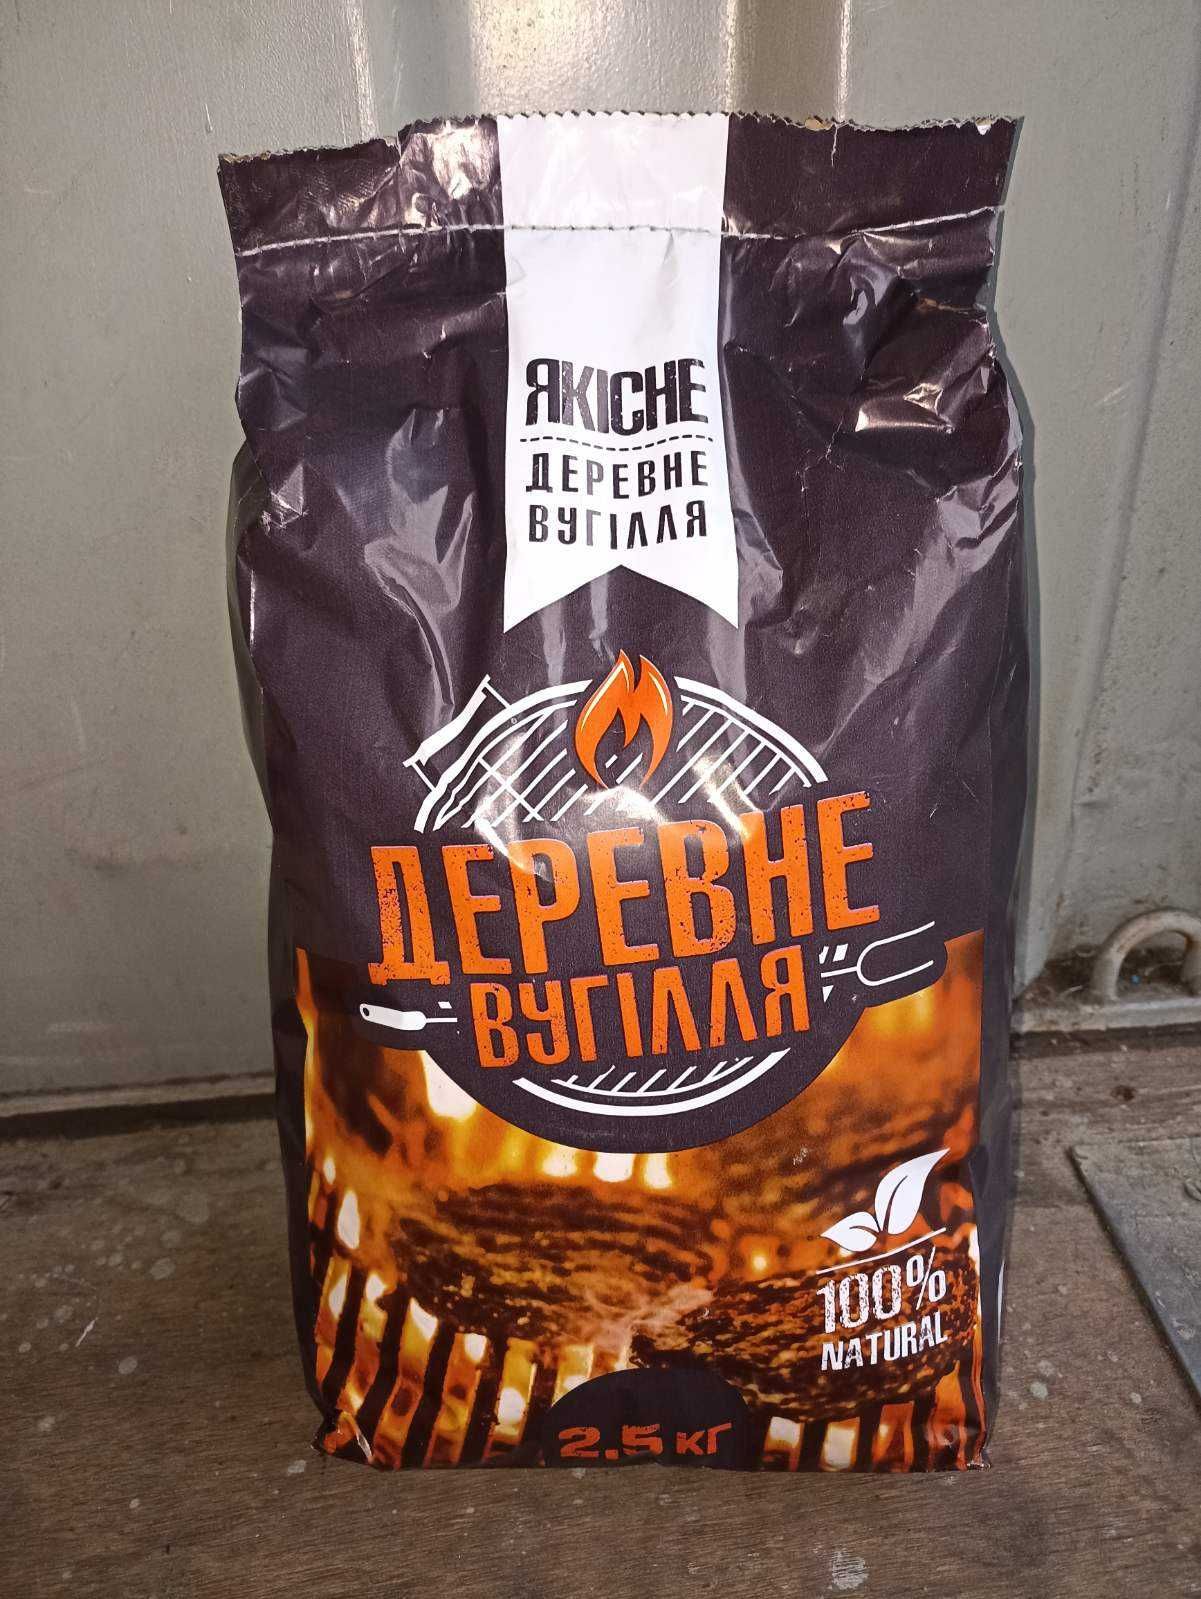 ЯКІСНЕ
ДЕРЕВНЕ
ВУГІЛЛЯ
ДЕРЕВНЕ
ВУГІЛЛЯ
100%
NATURAL
2.5 кг